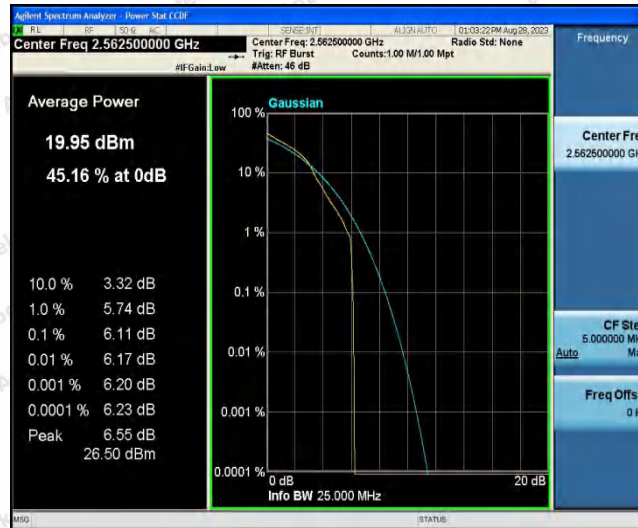 Agilent Spectrum Analyzer - Power Stat CCDF
RL RF 50 Ω AC SENSE:INT ALIGN AUTO 01:03:22 PM Aug 28, 2023
Center Freq 2.562500000 GHz
Center Freq: 2.562500000 GHz Radio Std: None
Trig: RF Burst Counts:1.00 M/1.00 Mpt
#IFGain:Low #Atten: 46 dB
Frequency
Average Power
19.95 dBm
45.16 % at 0dB
10.0 % 3.32 dB
1.0 % 5.74 dB
0.1 % 6.11 dB
0.01 % 6.17 dB
0.001 % 6.20 dB
0.0001 % 6.23 dB
Peak 6.55 dB
26.50 dBm
Gaussian
100 %
10 %
1 %
0.1 %
0.01 %
0.001 %
0.0001 %
0 dB 20 dB
Info BW 25.000 MHz
Center Fre
2.562500000 GH
CF Ste
5.000000 MH
Auto Ma
Freq Offs
0 H
MSG STATUS